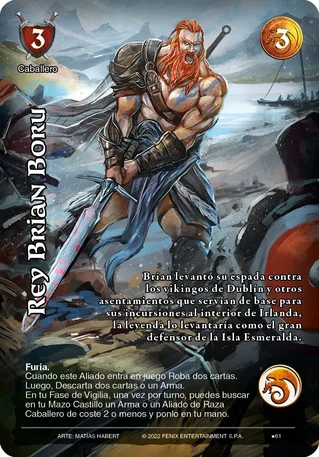 3
3
Caballero
Rey Brian Boru
Brian levantó su espada contra
los vikingos de Dublín y otros
asentamientos que servían de base para
sus incursiones al interior de Irlanda,
la leyenda lo levantaría como el gran
defensor de la Isla Esmeralda.
Furia.
Cuando este Aliado entra en juego Roba dos cartas.
Luego, Descarta dos cartas o un Arma.
En tu Fase de Vigilia, una vez por turno, puedes buscar
en tu Mazo Castillo un Arma o un Aliado de Raza
Caballero de coste 2 o menos y ponlo en tu mano.
ARTE: MATÍAS HABERT
© 2022 FENIX ENTERTAINMENT S.P.A.
★61